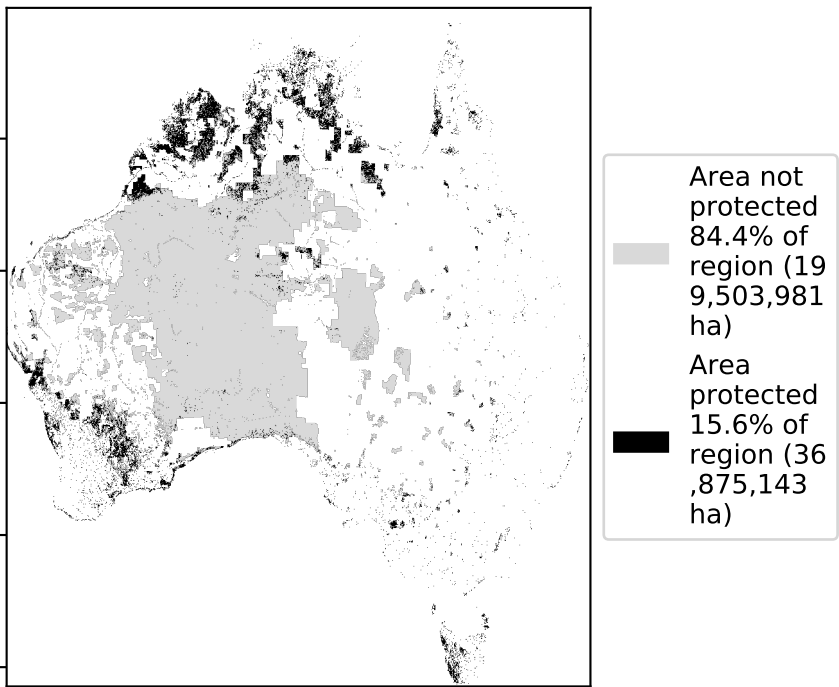 Area not
protected
84.4% of
region (19
9,503,981
ha)
Area
protected
15.6% of
region (36
,875,143
ha)